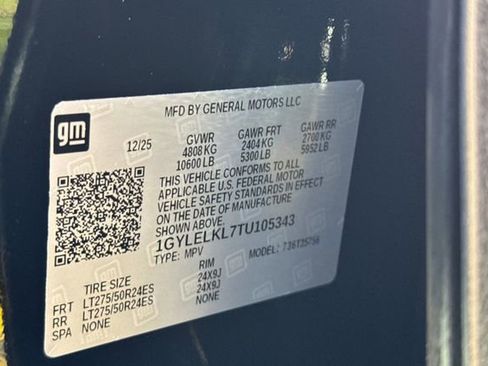 MFD BY GENERAL MOTORS LLC
gm
12/25 GVWR GAWR FRT GAWR RR
4808 KG 2404 KG 2700 KG
10600 LB 5300 LB 5952 LB
THIS VEHICLE CONFORMS TO ALL
APPLICABLE U.S. FEDERAL MOTOR
VEHICLE SAFETY STANDARDS IN EFFECT
ON THE DATE OF MANUFACTURE
SHOWN ABOVE.
1GYLELKL7TU105343
TYPE: MPV MODEL: 736T35756
TIRE SIZE RIM
FRT LT275/50R24ES 24X9J
RR LT275/50R24ES 24X9J
SPA NONE NONE